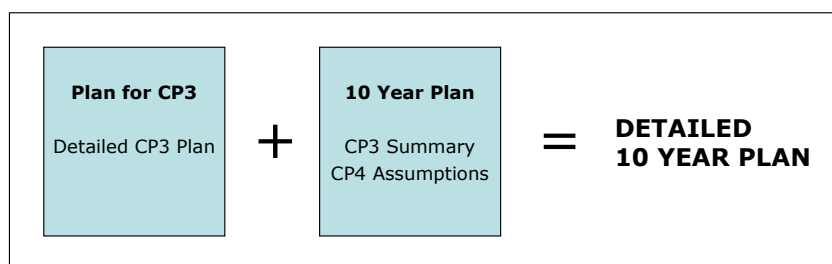 Plan for CP3
Detailed CP3 Plan
+
10 Year Plan
CP3 Summary
CP4 Assumptions
=
DETAILED
10 YEAR PLAN